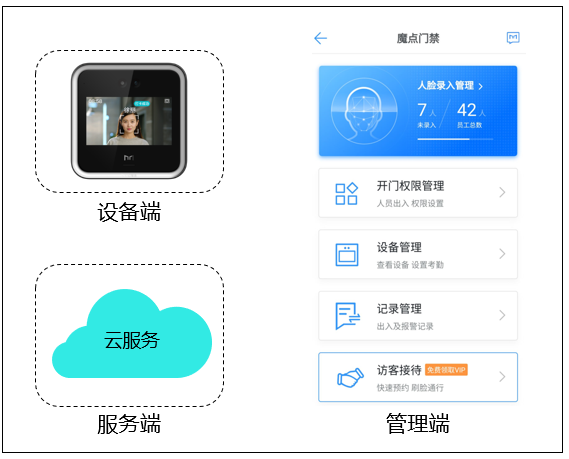 魔点门禁
人脸录入管理
7人 42人
未录入 员工总数
设备端
开门权限管理
人员出入 权限设置
设备管理
查看设备 设置考勤
云服务
记录管理
出入及报警记录
访客接待 免费领取VIP
快速预约 刷脸通行
服务端
管理端